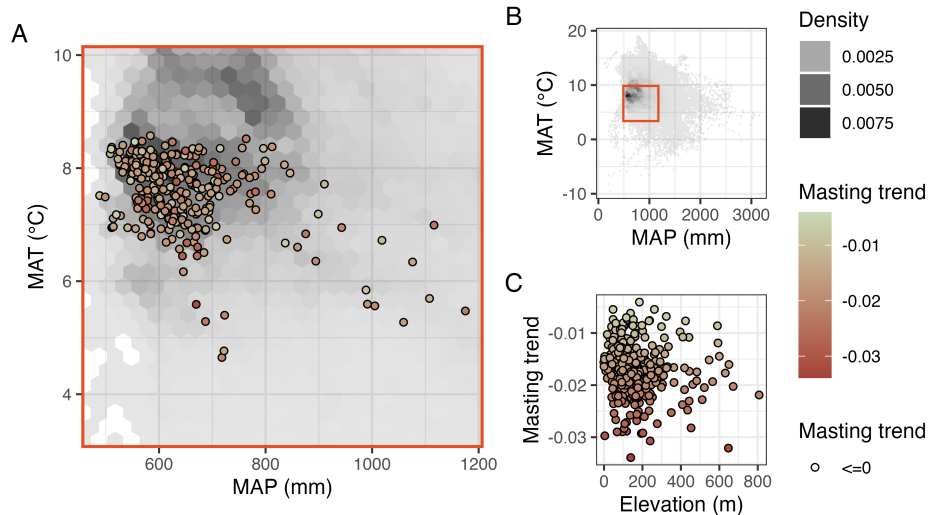 A
MAT (°C)
10
8
6
4
600 800 1000 1200
MAP (mm)
B
MAT (°C)
20
10
0
-10
0 1000 2000 3000
MAP (mm)
C
Masting trend
-0.01
-0.02
-0.03
0 200 400 600 800
Elevation (m)
Density
0.0025
0.0050
0.0075
Masting trend
-0.01
-0.02
-0.03
Masting trend
<=0